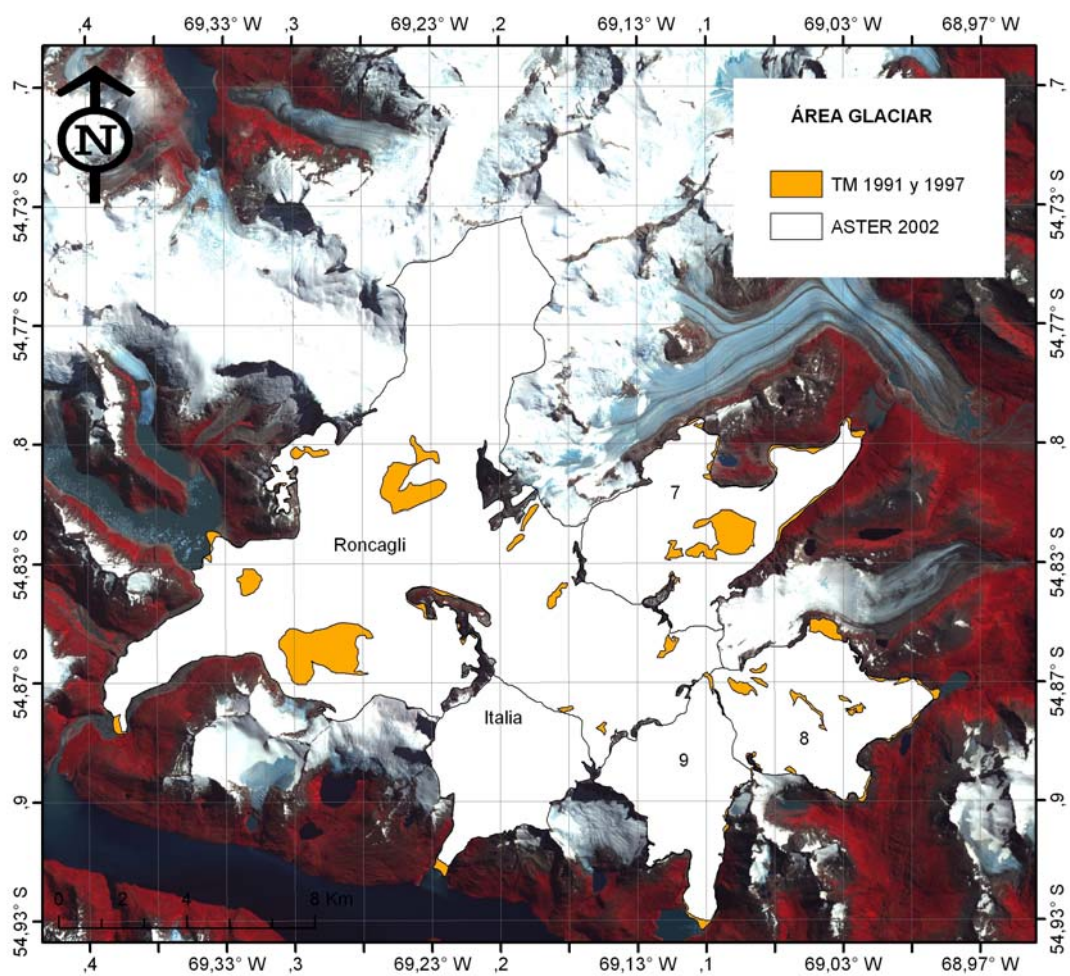 ,4 69,33° W ,3 69,23° W ,2 69,13° W ,1 69,03° W 68,97° W
N
ÁREA GLACIAR
TM 1991 y 1997
ASTER 2002
,7 ,7
54,73° S 54,73° S
54,77° S 54,77° S
,8 ,8
7
Roncagli
54,83° S 54,83° S
54,87° S 54,87° S
Italia
8
9
,9 ,9
0 2 4 8 Km
54,93° S 54,93° S
,4 69,33° W ,3 69,23° W ,2 69,13° W ,1 69,03° W 68,97° W